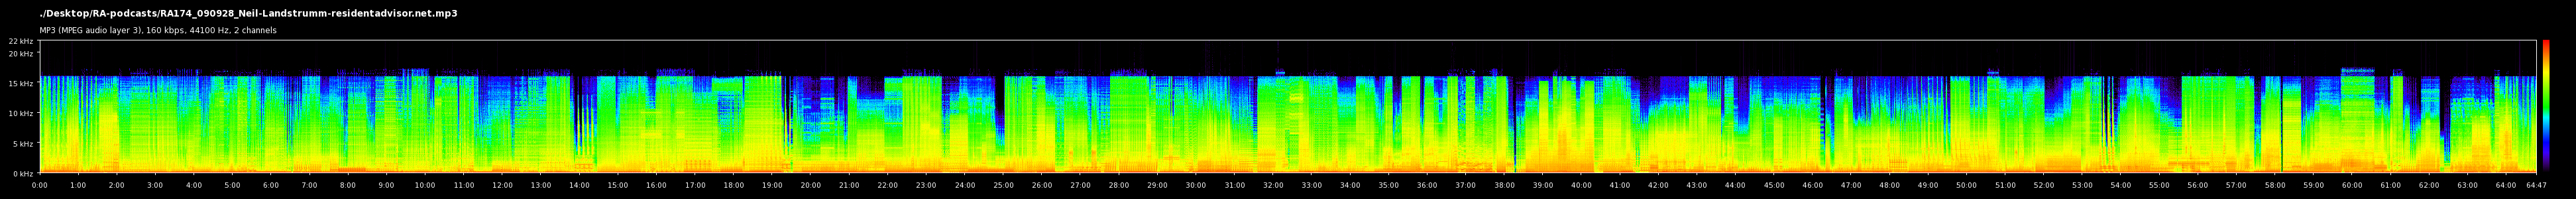 ./Desktop/RA-podcasts/RA174_090928_Neil-Landstrumm-residentadvisor.net.mp3
MP3 (MPEG audio layer 3), 160 kbps, 44100 Hz, 2 channels
22 kHz
20 kHz
15 kHz
10 kHz
5 kHz
0 kHz
0:00 1:00 2:00 3:00 4:00 5:00 6:00 7:00 8:00 9:00 10:00 11:00 12:00 13:00 14:00 15:00 16:00 17:00 18:00 19:00 20:00 21:00 22:00 23:00 24:00 25:00 26:00 27:00 28:00 29:00 30:00 31:00 32:00 33:00 34:00 35:00 36:00 37:00 38:00 39:00 40:00 41:00 42:00 43:00 44:00 45:00 46:00 47:00 48:00 49:00 50:00 51:00 52:00 53:00 54:00 55:00 56:00 57:00 58:00 59:00 60:00 61:00 62:00 63:00 64:00 64:47